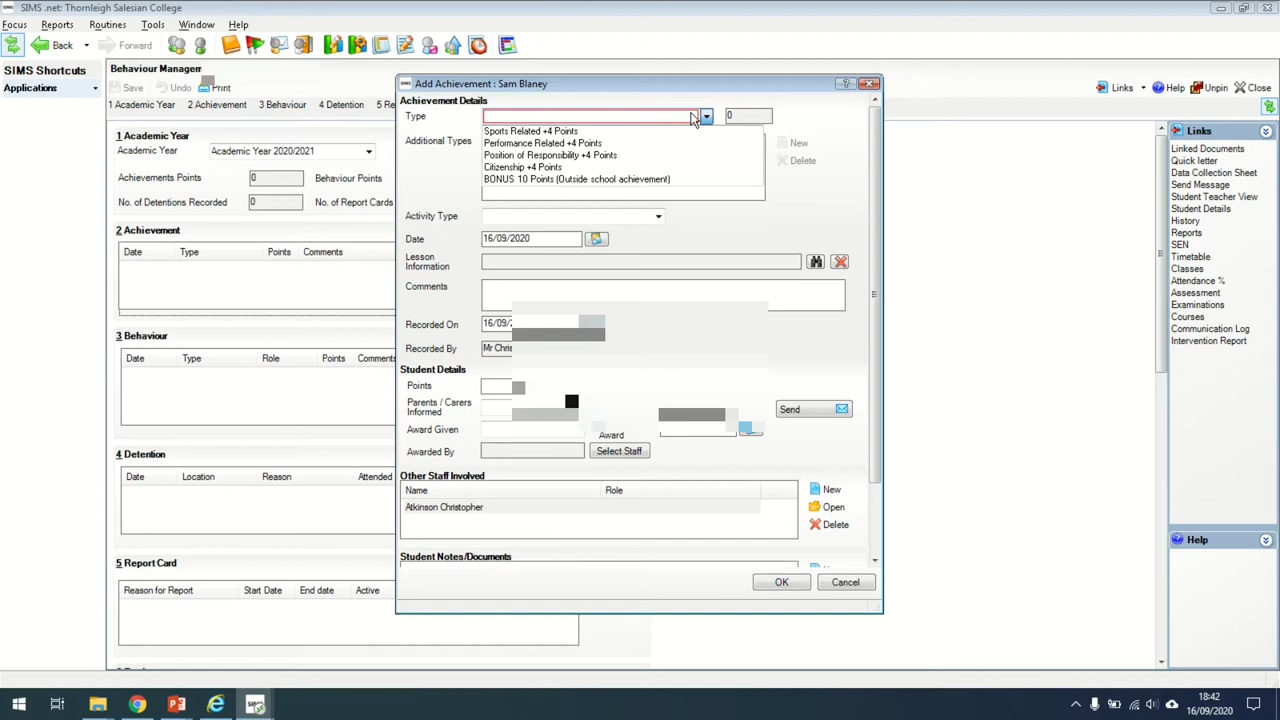 SIMS .net: Thornleigh Salesian College
Focus Reports Routines Tools Window Help
Back Forward
SIMS Shortcuts
Applications
Behaviour Managem
Save Undo Print
Links Help Unpin Close
1 Academic Year 2 Achievement 3 Behaviour 4 Detention 5 Re
1 Academic Year
Academic Year Academic Year 2020/2021
Achievements Points 0 Behaviour Points
No. of Detentions Recorded 0 No. of Report Cards
2 Achievement
Date Type Points Comments
3 Behaviour
Date Type Role Points Comments
4 Detention
Date Location Reason Attended
5 Report Card
Reason for Report Start Date End date Active
Add Achievement : Sam Blaney
Achievement Details
Type 0
Sports Related +4 Points
Performance Related +4 Points
Position of Responsibility +4 Points
Citizenship +4 Points
BONUS 10 Points (Outside school achievement)
Additional Types
New
Delete
Activity Type
Date 16/09/2020
Lesson
Information
Comments
Recorded On 16/09/2
Recorded By Mr Chris
Student Details
Points
Parents / Carers
Informed
Send
Award Given
Award
Awarded By Select Staff
Other Staff Involved
Name Role
Atkinson Christopher
New
Open
Delete
Student Notes/Documents
OK Cancel
Links
Linked Documents
Quick letter
Data Collection Sheet
Send Message
Student Teacher View
Student Details
History
Reports
SEN
Timetable
Classes
Attendance %
Assessment
Examinations
Courses
Communication Log
Intervention Report
Help
18:42
16/09/2020